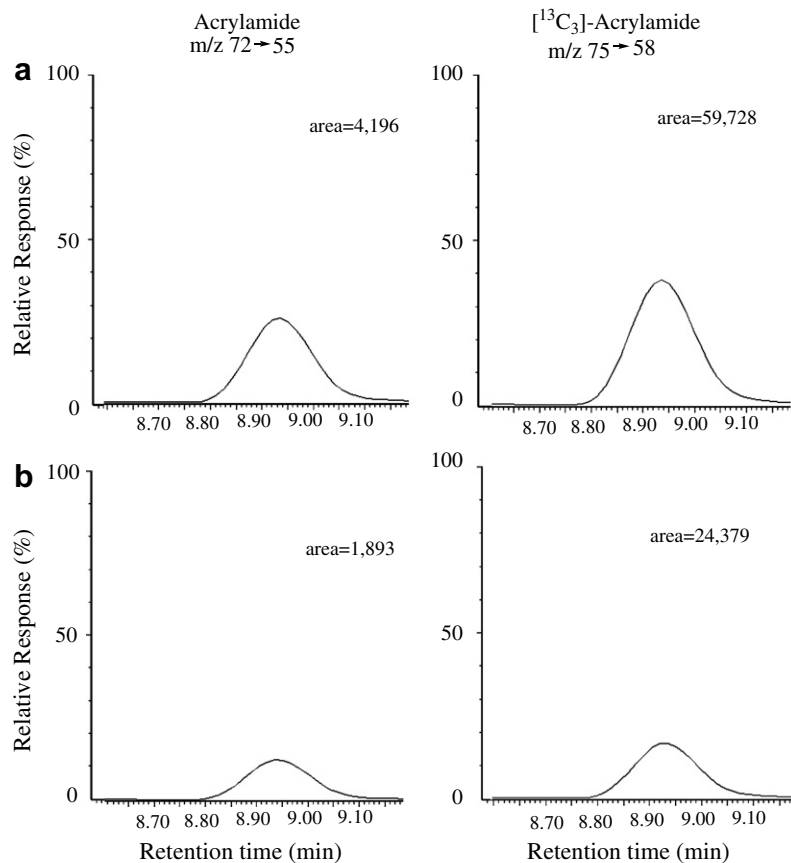 Acrylamide
m/z 72→55
[¹³C₃]-Acrylamide
m/z 75→58
a
Relative Response (%)
100
50
0
area=4,196
8.70 8.80 8.90 9.00 9.10
100
50
0
area=59,728
8.70 8.80 8.90 9.00 9.10
b
Relative Response (%)
100
50
0
area=1,893
8.70 8.80 8.90 9.00 9.10
Retention time (min)
100
50
0
area=24,379
8.70 8.80 8.90 9.00 9.10
Retention time (min)